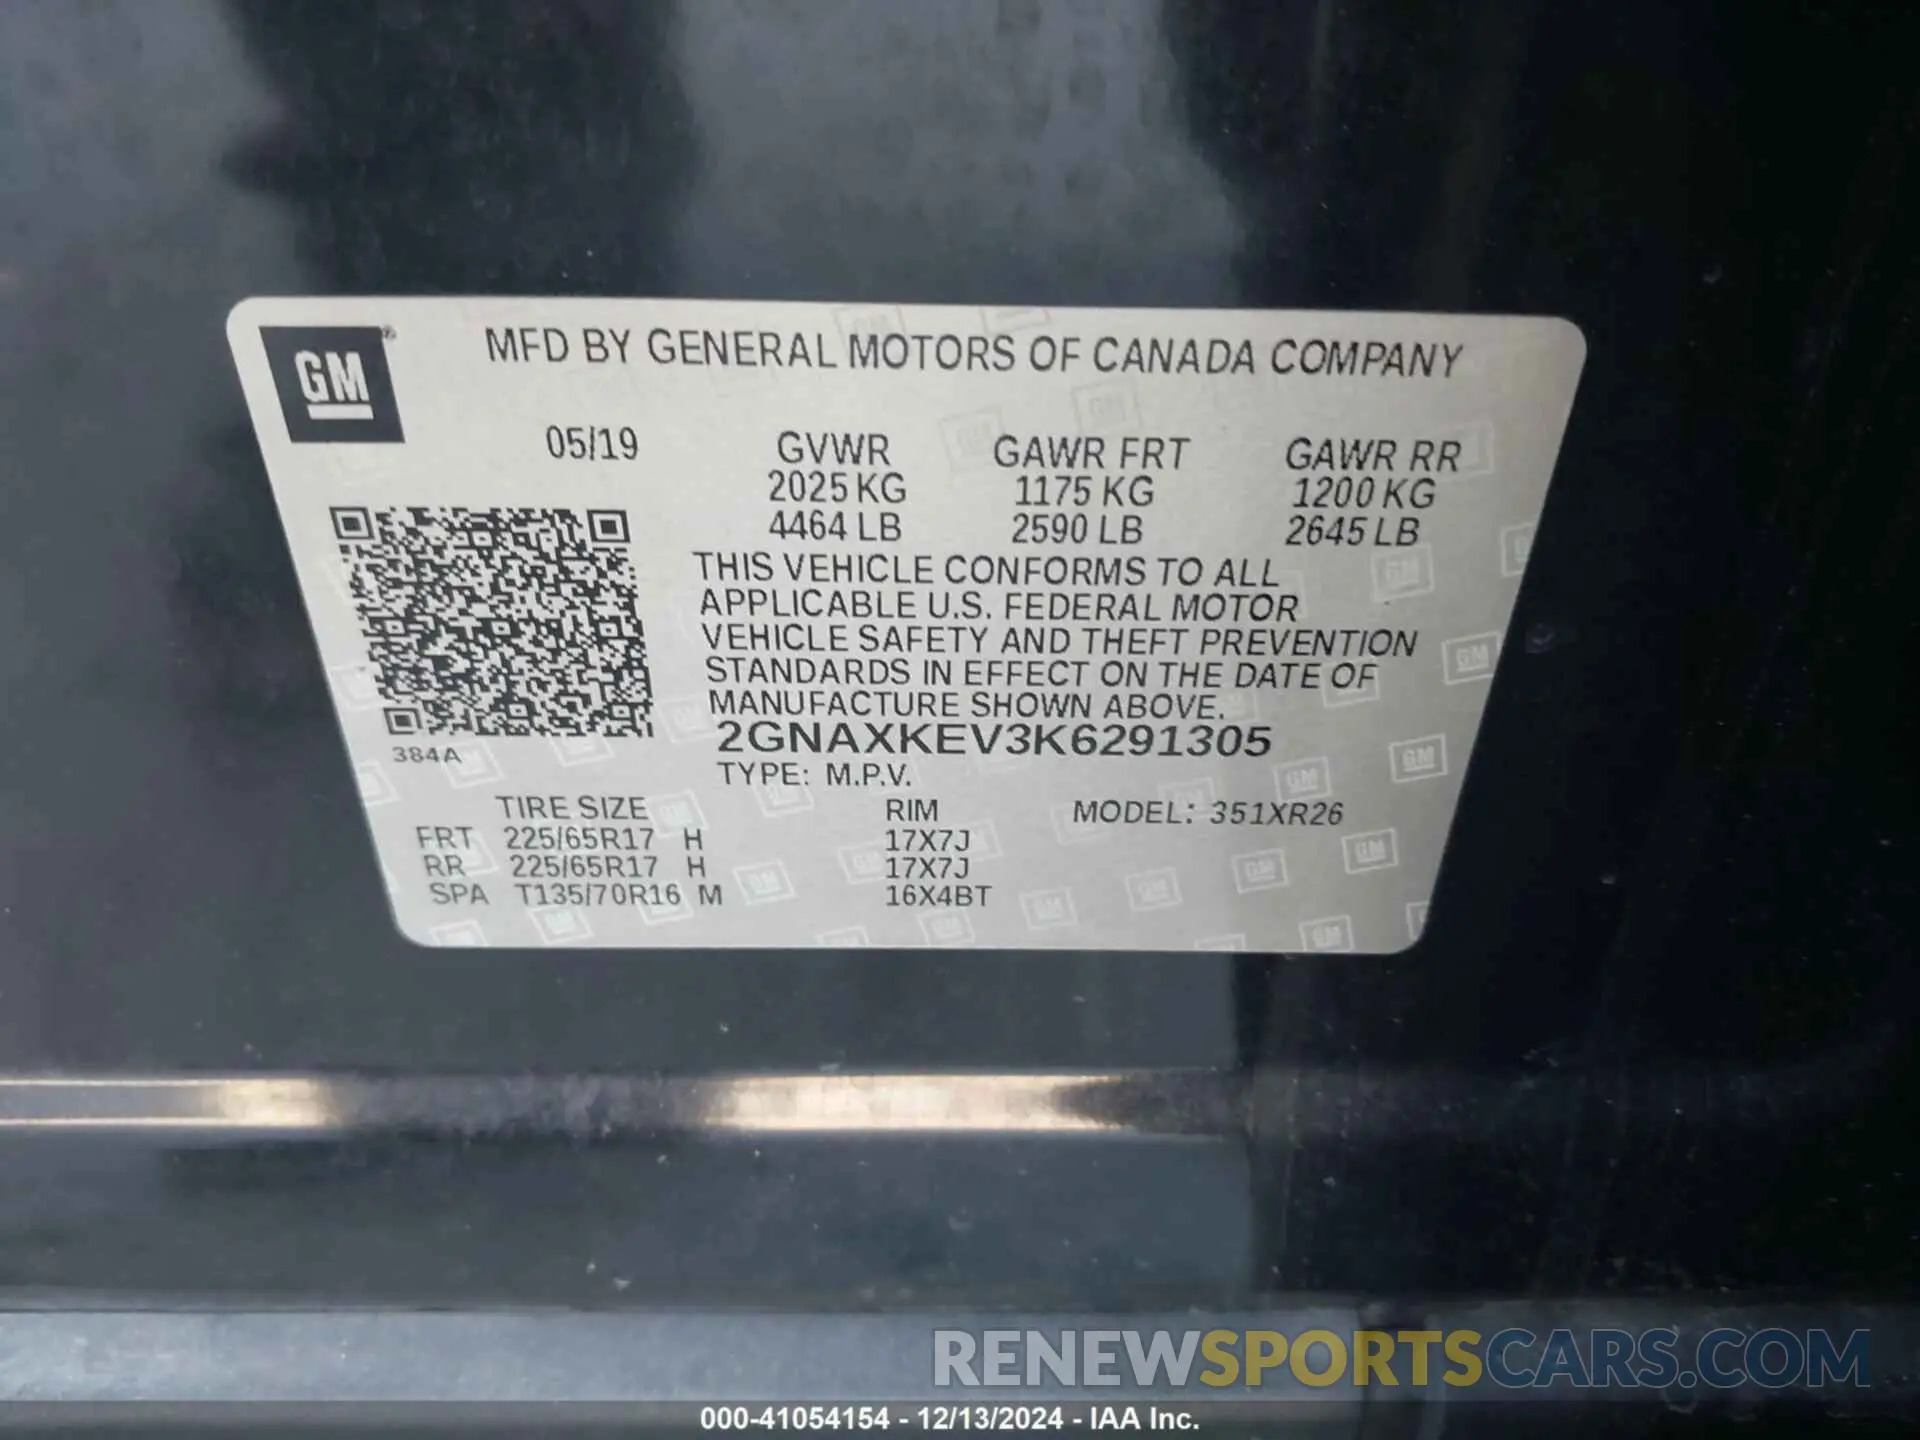 GM ®
MFD BY GENERAL MOTORS OF CANADA COMPANY
05/19 GVWR GAWR FRT GAWR RR
2025 KG 1175 KG 1200 KG
4464 LB 2590 LB 2645 LB
THIS VEHICLE CONFORMS TO ALL
APPLICABLE U.S. FEDERAL MOTOR
VEHICLE SAFETY AND THEFT PREVENTION
STANDARDS IN EFFECT ON THE DATE OF
MANUFACTURE SHOWN ABOVE.
2GNAXKEV3K6291305
384A
TYPE: M.P.V.
TIRE SIZE RIM MODEL: 351XR26
FRT 225/65R17 H 17X7J
RR 225/65R17 H 17X7J
SPA T135/70R16 M 16X4BT
RENEWSPORTSCARS.COM
000-41054154 - 12/13/2024 - IAA Inc.